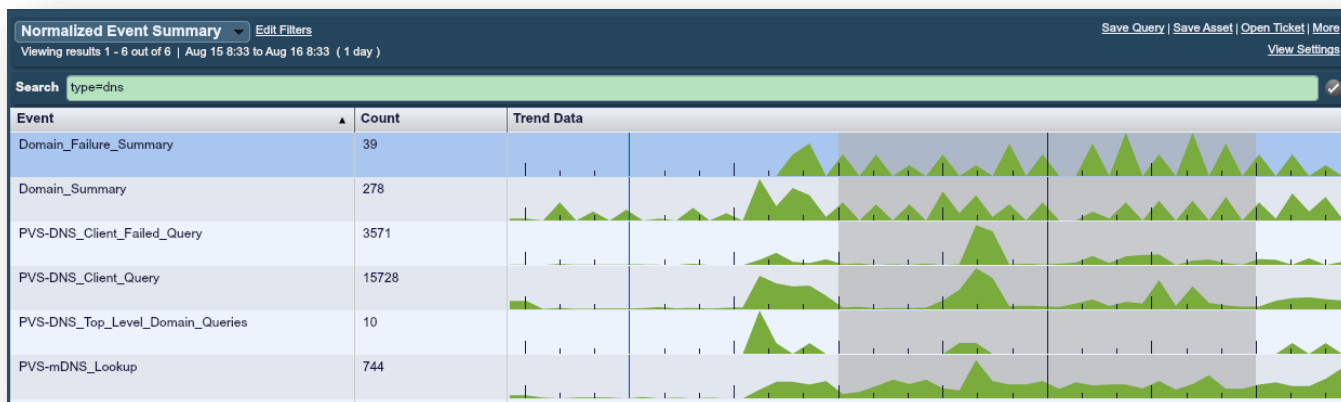 Normalized Event Summary Edit Filters Save Query | Save Asset | Open Ticket | More
Viewing results 1 - 6 out of 6 | Aug 15 8:33 to Aug 16 8:33 ( 1 day ) View Settings
Search type=dns
Event Count Trend Data
Domain_Failure_Summary 39
Domain_Summary 278
PVS-DNS_Client_Failed_Query 3571
PVS-DNS_Client_Query 15728
PVS-DNS_Top_Level_Domain_Queries 10
PVS-mDNS_Lookup 744